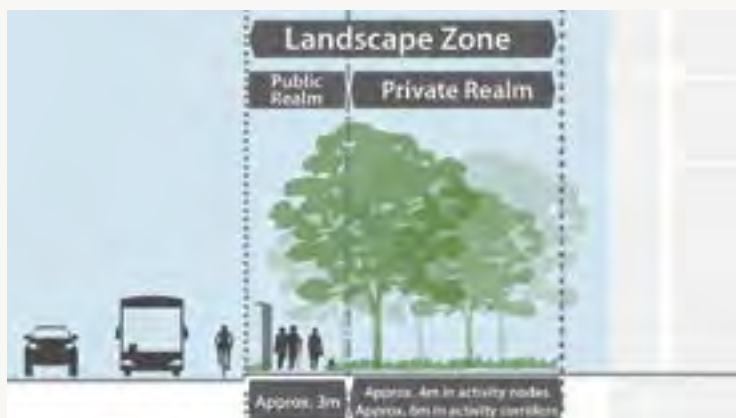 Landscape Zone
Public
Realm
Private Realm
Approx. 3m
Approx. 4m in activity nodes
Approx. 6m in activity corridors